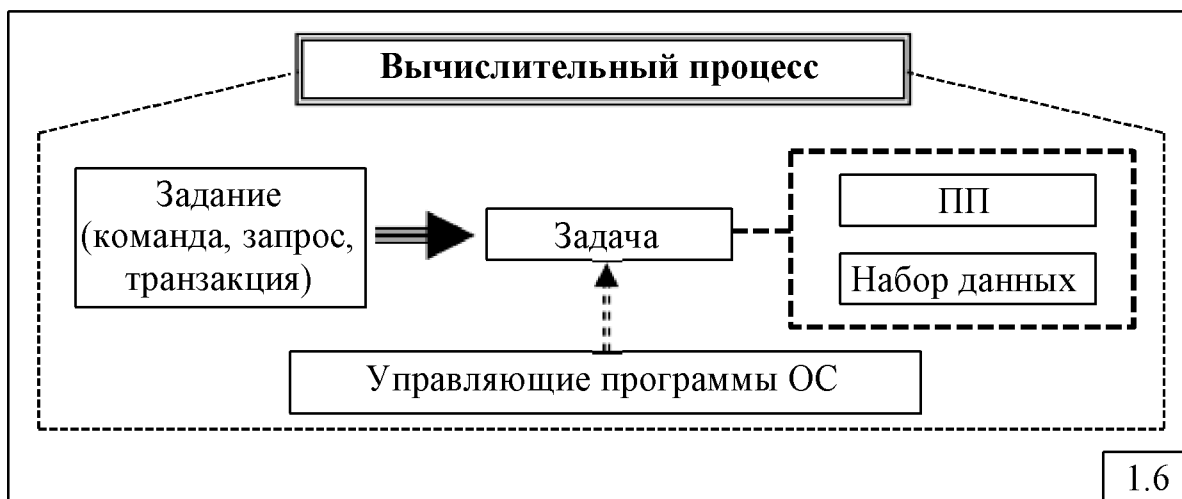 Вычислительный процесс
Задание
(команда, запрос,
транзакция)
Задача
ПП
Набор данных
Управляющие программы ОС
1.6